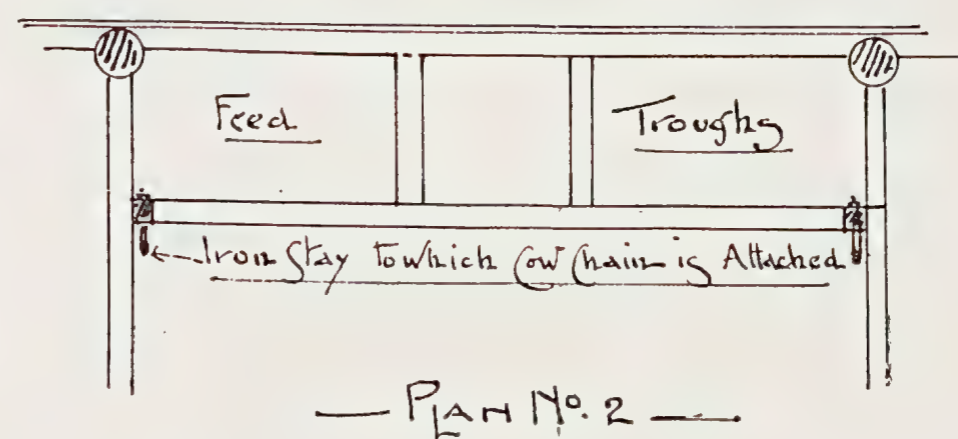 Feed Troughs
Iron Stay to which Cow Chain is Attached
— PLAN No. 2 —